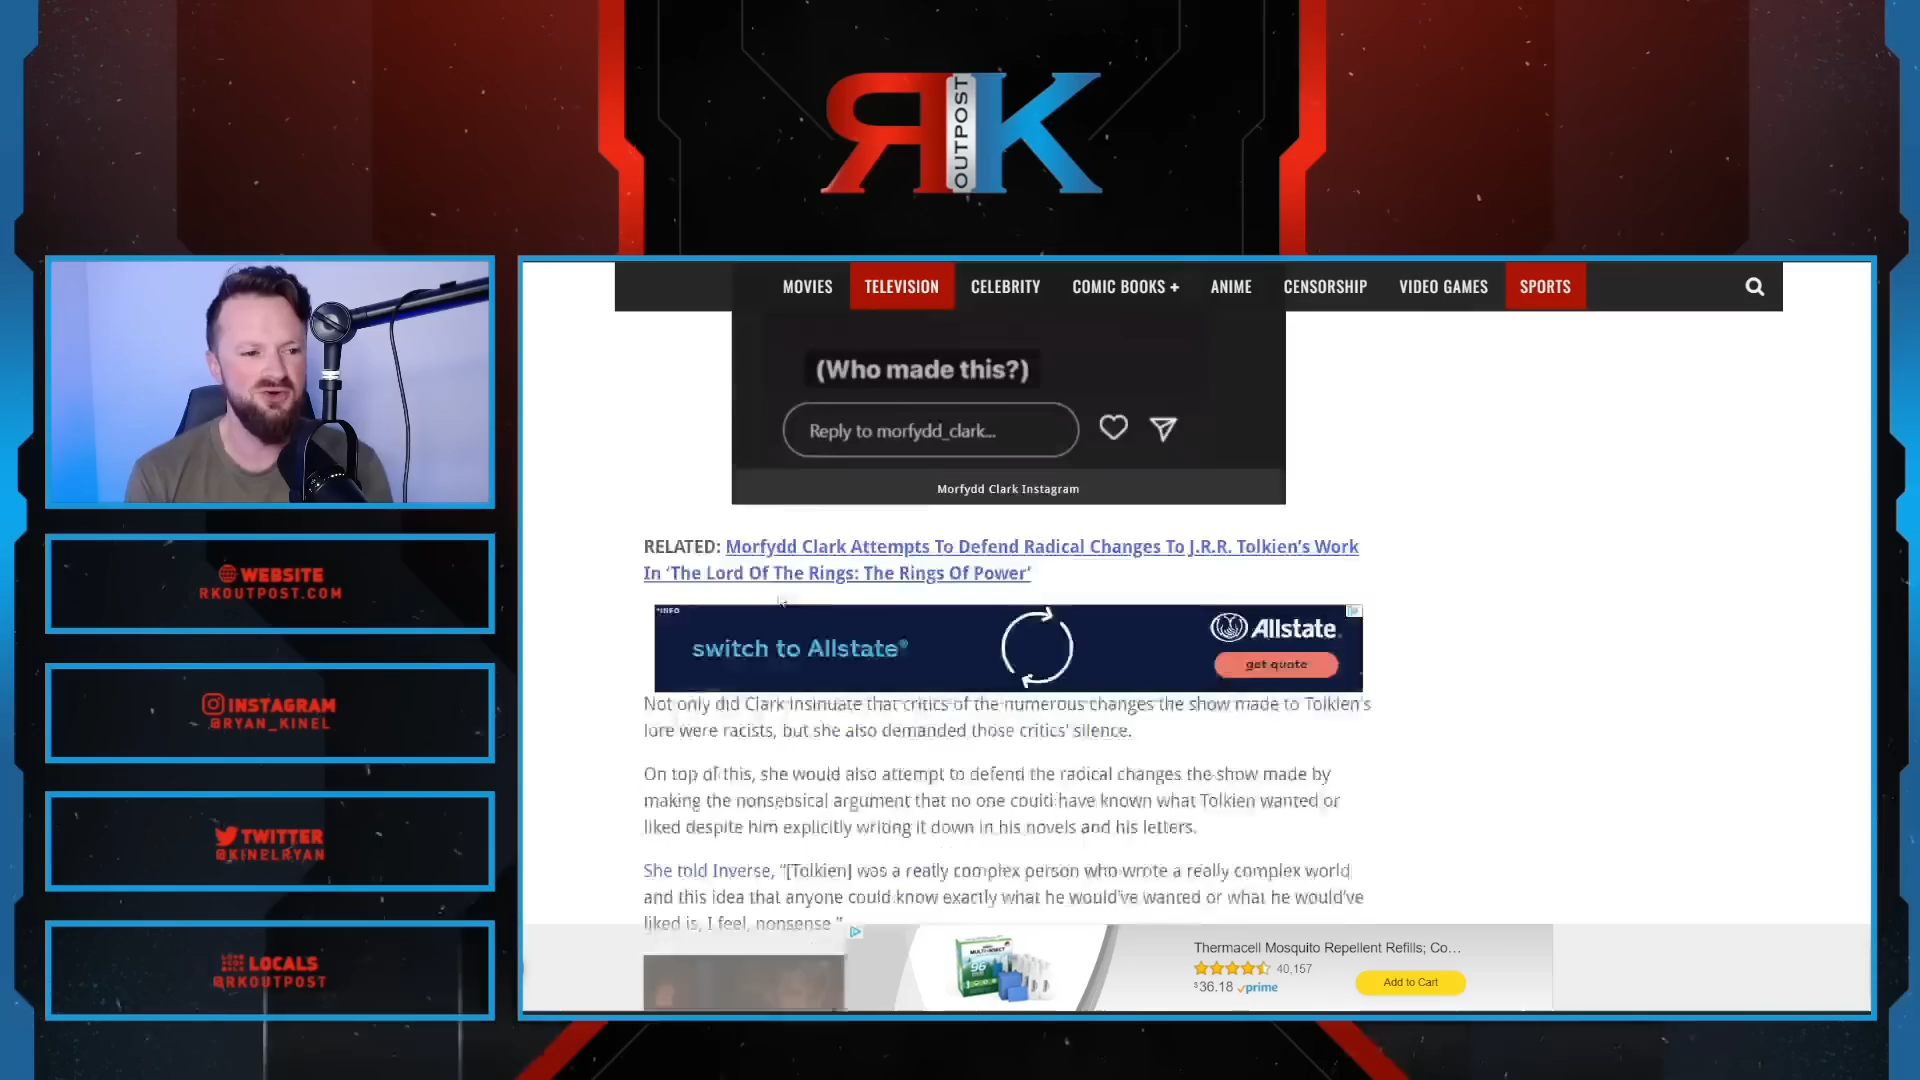 RK
OUTPOST
MOVIES TELEVISION CELEBRITY COMIC BOOKS + ANIME CENSORSHIP VIDEO GAMES SPORTS
(Who made this?)
Reply to morfydd_clark...
Morfydd Clark Instagram
RELATED: Morfydd Clark Attempts To Defend Radical Changes To J.R.R. Tolkien's Work
In ‘The Lord Of The Rings: The Rings Of Power’
*INFO
switch to Allstate®
Allstate.
get quote
Not only did Clark insinuate that critics of the numerous changes the show made to Tolkien's
lore were racists, but she also demanded those critics' silence.
On top of this, she would also attempt to defend the radical changes the show made by
making the nonsensical argument that no one could have known what Tolkien wanted or
liked despite him explicitly writing it down in his novels and his letters.
She told Inverse, “[Tolkien] was a really complex person who wrote a really complex world
and this idea that anyone could know exactly what he would've wanted or what he would've
liked is, I feel, nonsense.”
MULTI-INSECT
96
Thermacell Mosquito Repellent Refills; Co...
40,157
$36.18 prime
Add to Cart
WEBSITE
RKOUTPOST.COM
INSTAGRAM
@RYAN_KINEL
TWITTER
@KINELRYAN
LOCALS
@RKOUTPOST